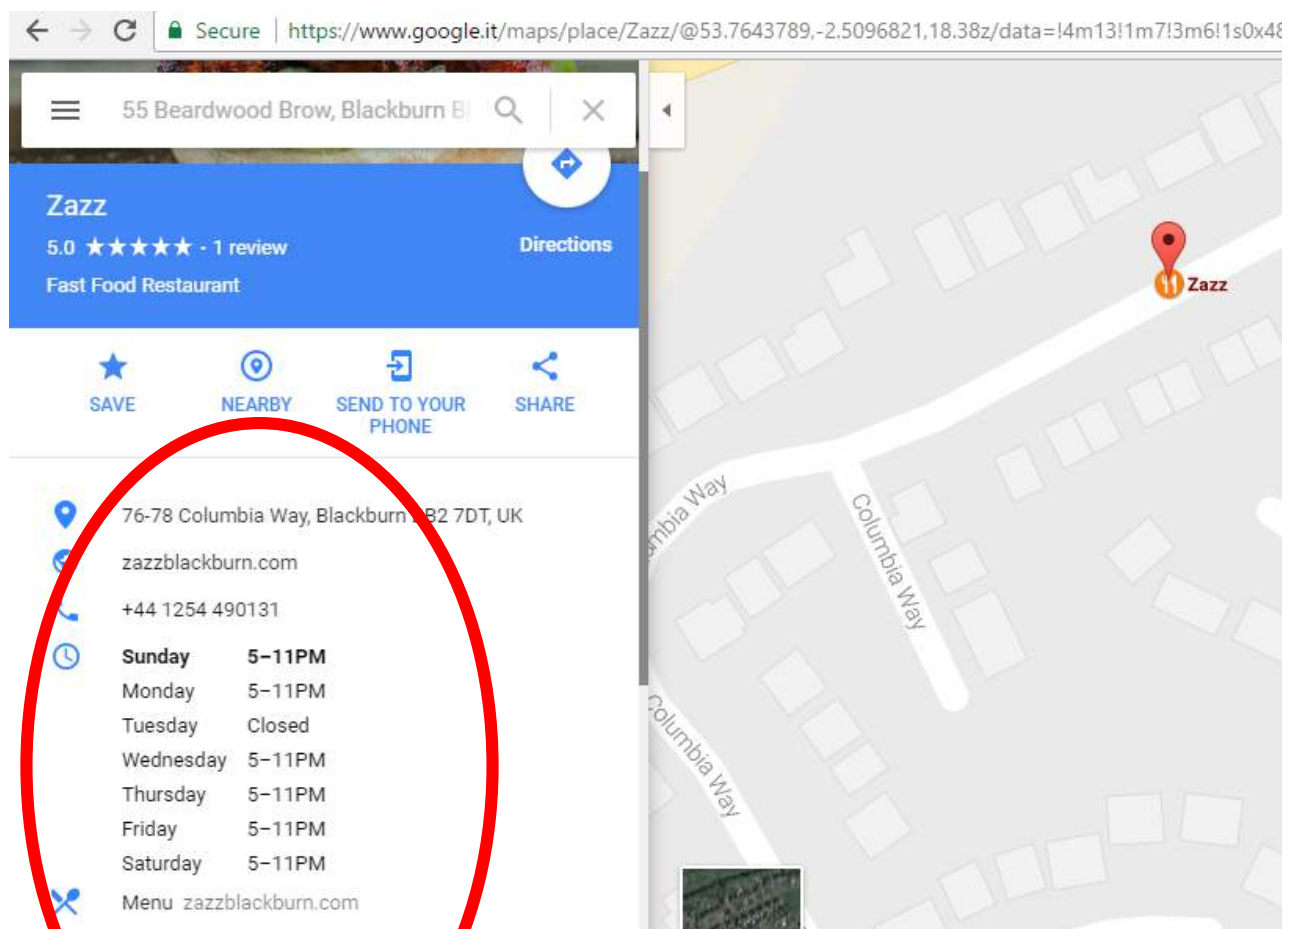 Secure https://www.google.it/maps/place/Zazz/@53.7643789,-2.5096821,18.38z/data=!4m13!1m7!3m6!1s0x48
55 Beardwood Brow, Blackburn B
Zazz
5.0 ★★★★★ · 1 review
Directions
Fast Food Restaurant
SAVE
NEARBY
SEND TO YOUR
PHONE
SHARE
76-78 Columbia Way, Blackburn BB2 7DT, UK
zazzblackburn.com
+44 1254 490131
Sunday 5–11PM
Monday 5–11PM
Tuesday Closed
Wednesday 5–11PM
Thursday 5–11PM
Friday 5–11PM
Saturday 5–11PM
Menu zazzblackburn.com
Zazz
Way
Columbia Way
Columbia Way